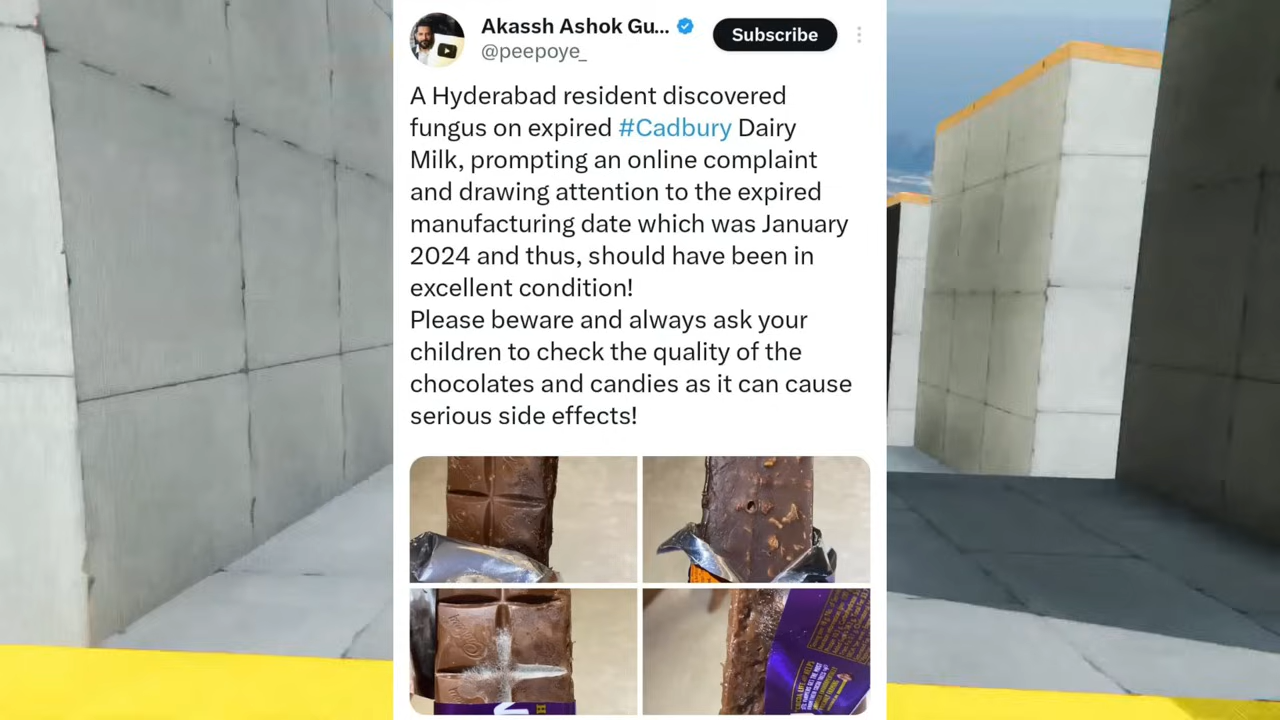 Akassh Ashok Gu...
@peepoye_
Subscribe
A Hyderabad resident discovered
fungus on expired #Cadbury Dairy
Milk, prompting an online complaint
and drawing attention to the expired
manufacturing date which was January
2024 and thus, should have been in
excellent condition!
Please beware and always ask your
children to check the quality of the
chocolates and candies as it can cause
serious side effects!